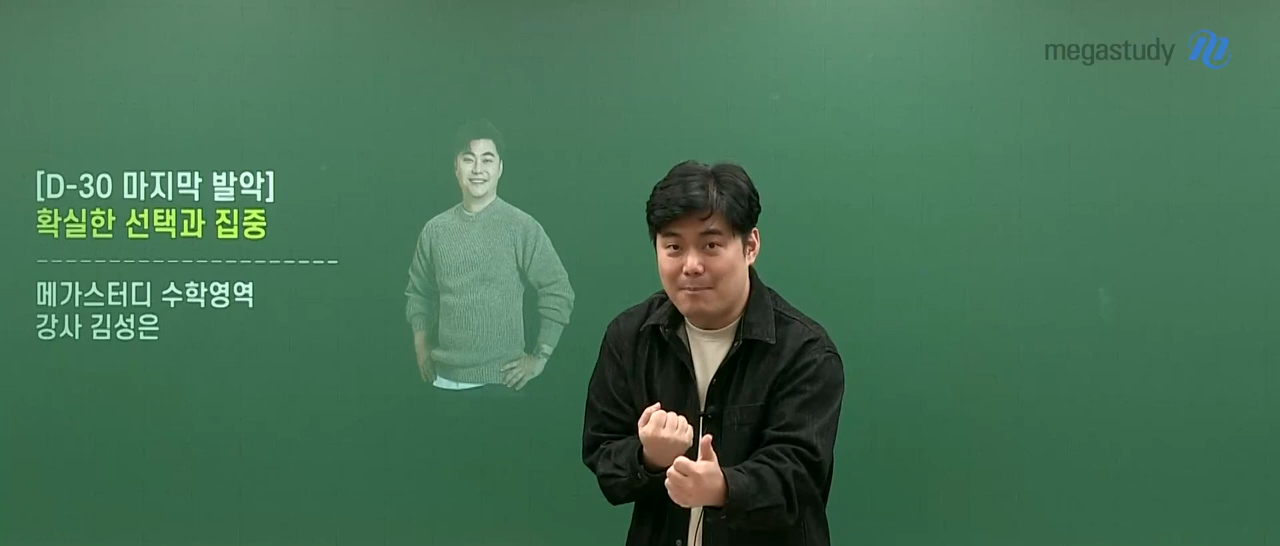 megastudy
[D-30 마지막 발악]
확실한 선택과 집중
메가스터디 수학영역
강사 김성은